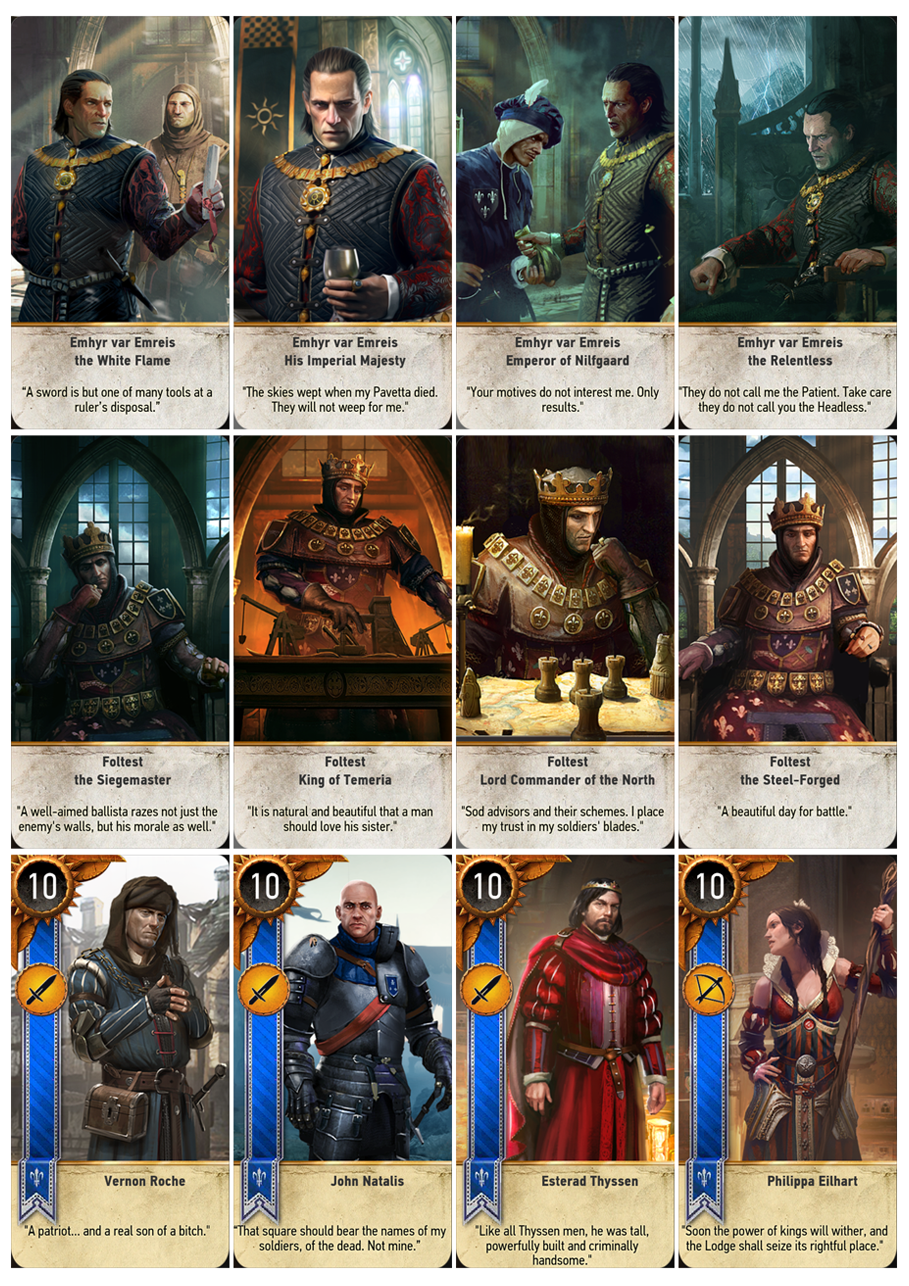 Emhyr var Emreis
the White Flame
"A sword is but one of many tools at a
ruler's disposal."
Emhyr var Emreis
His Imperial Majesty
"The skies wept when my Pavetta died.
They will not weep for me."
Emhyr var Emreis
Emperor of Nilfgaard
"Your motives do not interest me. Only
results."
Emhyr var Emreis
the Relentless
"They do not call me the Patient. Take care
they do not call you the Headless."
Foltest
the Siegemaster
"A well-aimed ballista razes not just the
enemy's walls, but his morale as well."
Foltest
King of Temeria
"It is natural and beautiful that a man
should love his sister."
Foltest
Lord Commander of the North
"Sod advisors and their schemes. I place
my trust in my soldiers' blades."
Foltest
the Steel-Forged
"A beautiful day for battle."
10
Vernon Roche
"A patriot... and a real son of a bitch."
10
John Natalis
"That square should bear the names of my
soldiers, of the dead. Not mine."
10
Esterad Thyssen
"Like all Thyssen men, he was tall,
powerfully built and criminally
handsome."
10
Philippa Eilhart
"Soon the power of kings will wither, and
the Lodge shall seize its rightful place."